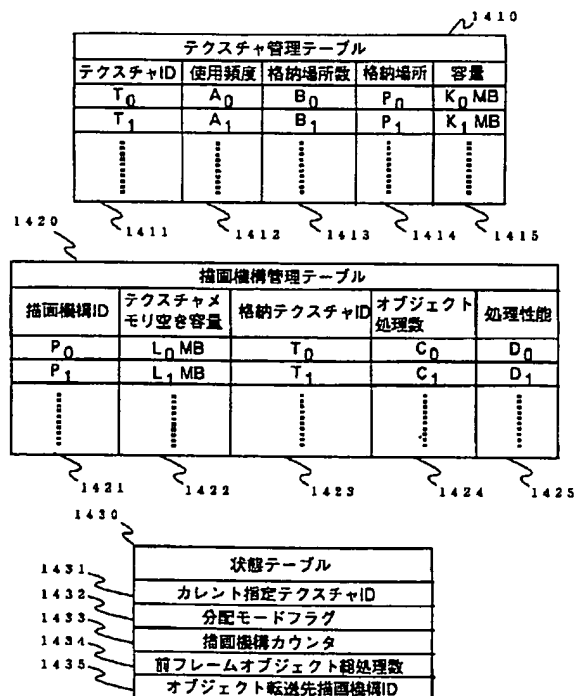 1410
テクスチャ管理テーブル
テクスチャID 使用頻度 格納場所数 格納場所 容量
T0 A0 B0 P0 K0 MB
T1 A1 B1 P1 K1 MB
1411 1412 1413 1414 1415
1420
描画機構管理テーブル
描画機構ID テクスチャメモリ空き容量 格納テクスチャID オブジェクト処理数 処理性能
P0 L0 MB T0 C0 D0
P1 L1 MB T1 C1 D1
1421 1422 1423 1424 1425
1430
状態テーブル
1431 カレント指定テクスチャID
1432 分配モードフラグ
1433 描画機構カウンタ
1434 前フレームオブジェクト総処理数
1435 オブジェクト転送先描画機構ID